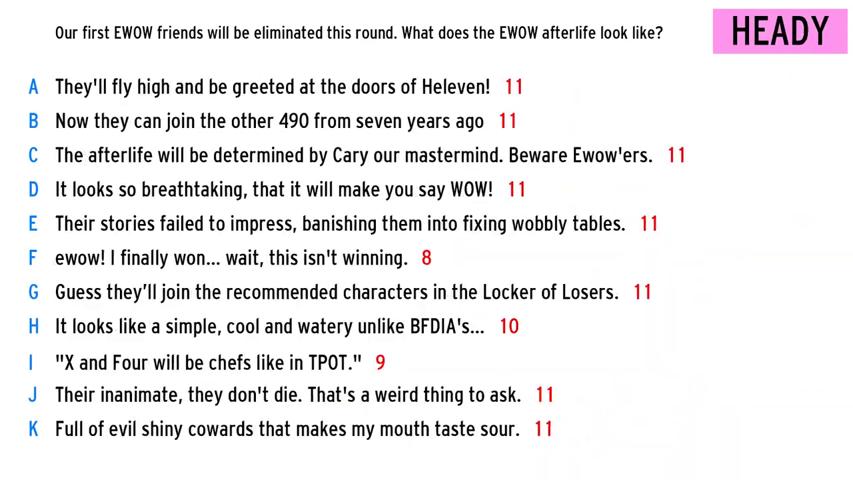 Our first EWOW friends will be eliminated this round. What does the EWOW afterlife look like?
HEADY
A They'll fly high and be greeted at the doors of Heleven! 11
B Now they can join the other 490 from seven years ago 11
C The afterlife will be determined by Cary our mastermind. Beware Ewow'ers. 11
D It looks so breathtaking, that it will make you say WOW! 11
E Their stories failed to impress, banishing them into fixing wobbly tables. 11
F ewow! I finally won... wait, this isn't winning. 8
G Guess they’ll join the recommended characters in the Locker of Losers. 11
H It looks like a simple, cool and watery unlike BFDIA's... 10
I "X and Four will be chefs like in TPOT." 9
J Their inanimate, they don't die. That's a weird thing to ask. 11
K Full of evil shiny cowards that makes my mouth taste sour. 11